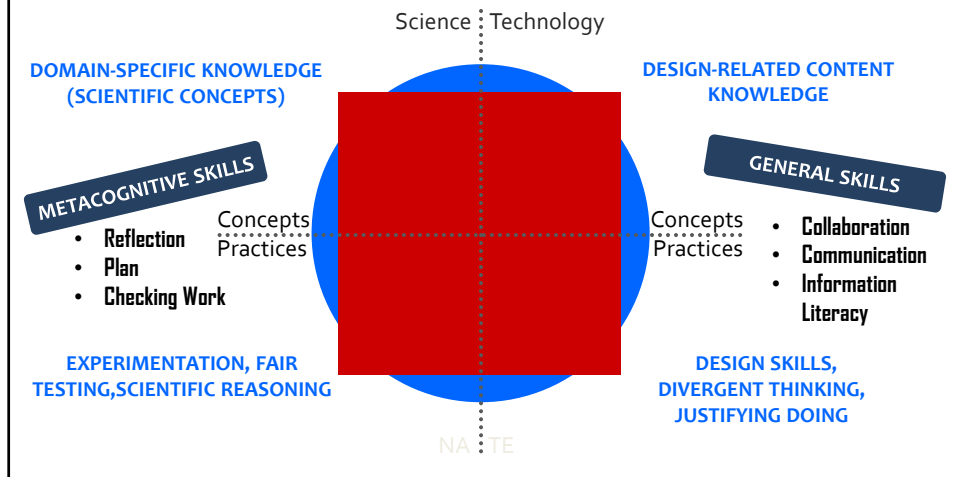 Science Technology
DOMAIN-SPECIFIC KNOWLEDGE
(SCIENTIFIC CONCEPTS)
DESIGN-RELATED CONTENT
KNOWLEDGE
METACOGNITIVE SKILLS
• Reflection
• Plan
• Checking Work
GENERAL SKILLS
• Collaboration
• Communication
• Information
Literacy
Concepts
Practices
Concepts
Practices
EXPERIMENTATION, FAIR
TESTING,SCIENTIFIC REASONING
DESIGN SKILLS,
DIVERGENT THINKING,
JUSTIFYING DOING
NA TE